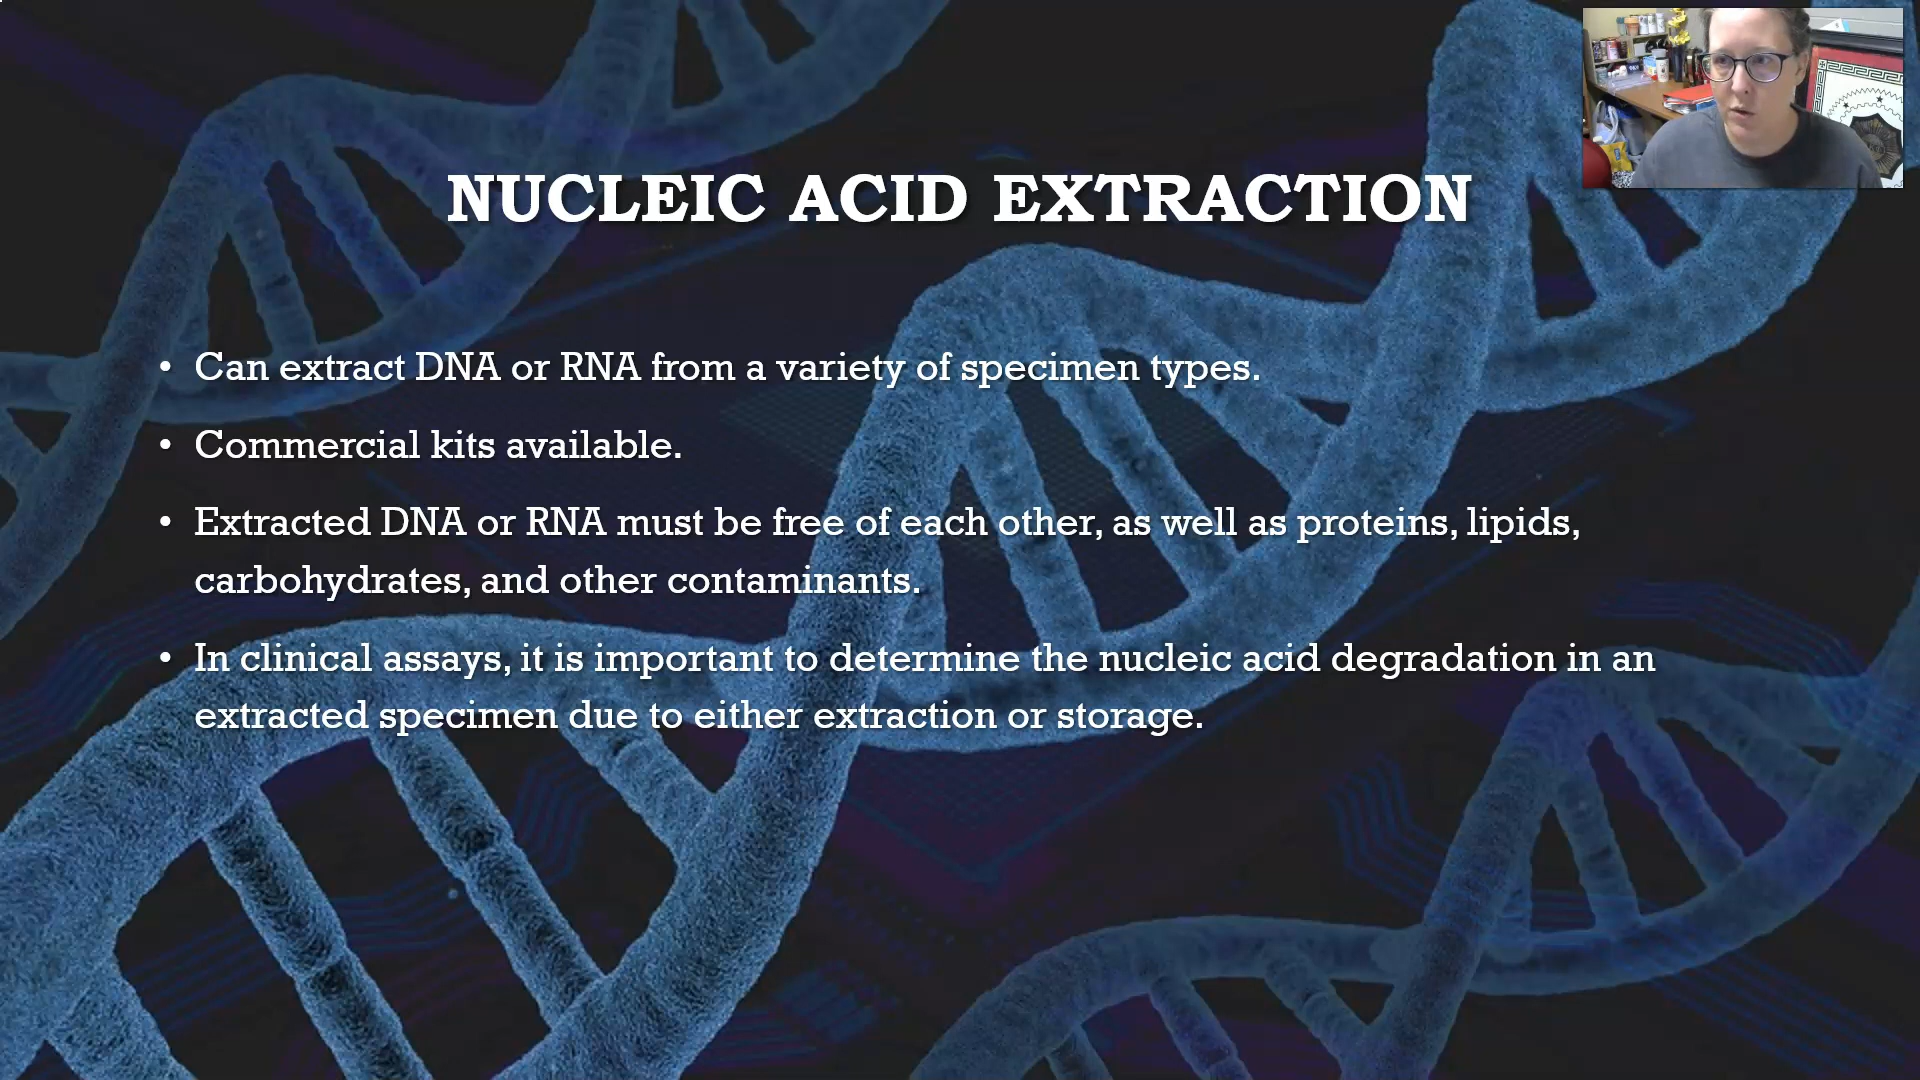 NUCLEIC ACID EXTRACTION
• Can extract DNA or RNA from a variety of specimen types.
• Commercial kits available.
• Extracted DNA or RNA must be free of each other, as well as proteins, lipids,
carbohydrates, and other contaminants.
• In clinical assays, it is important to determine the nucleic acid degradation in an
extracted specimen due to either extraction or storage.